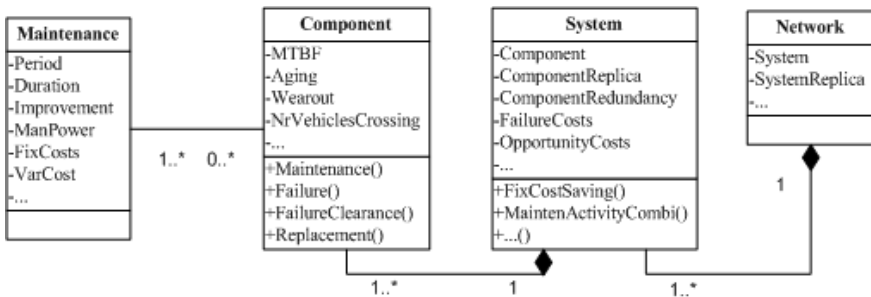 Maintenance
-Period
-Duration
-Improvement
-ManPower
-FixCosts
-VarCost
-...
1..*
0..*
Component
-MTBF
-Aging
-Wearout
-NrVehiclesCrossing
-...
+Maintenance()
+Failure()
+FailureClearance()
+Replacement()
1..*
1
System
-Component
-ComponentReplica
-ComponentRedundancy
-FailureCosts
-OpportunityCosts
-...
+FixCostSaving()
+MaintenActivityCombi()
+...()
1..*
1
Network
-System
-SystemReplica
-...